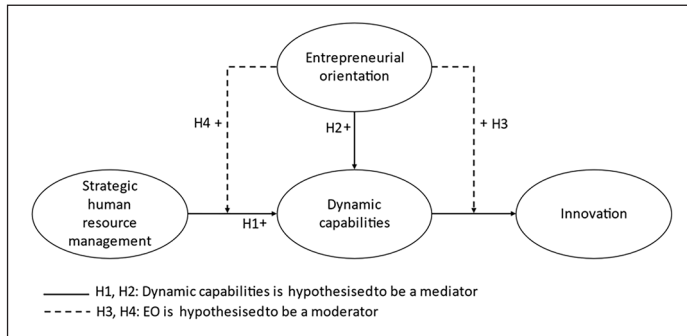 Entrepreneurial
orientation
H4 +
H2+
+ H3
Strategic
human
resource
management
H1+
Dynamic
capabilities
Innovation
H1, H2: Dynamic capabilities is hypothesisedto be a mediator
H3, H4: EO is hypothesisedto be a moderator